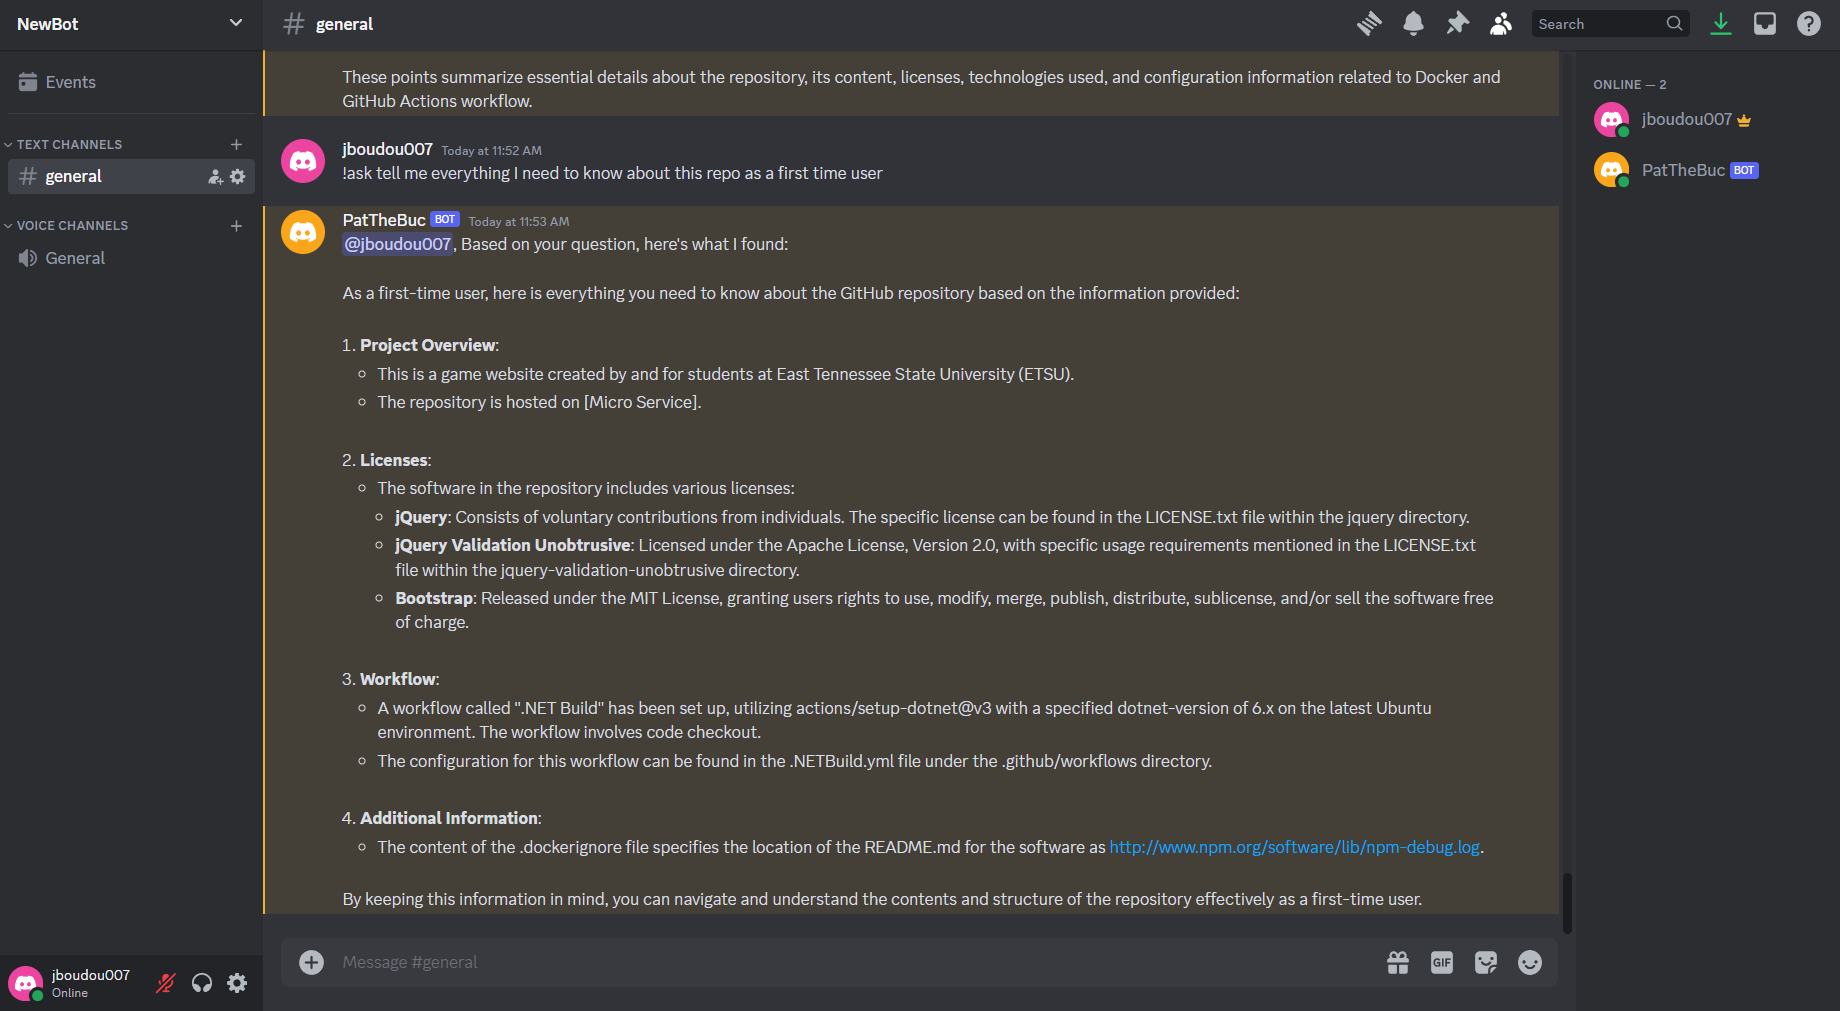 NewBot
Events
TEXT CHANNELS
general
VOICE CHANNELS
General
jboudou007
Online
general
Search
These points summarize essential details about the repository, its content, licenses, technologies used, and configuration information related to Docker and
GitHub Actions workflow.
jboudou007 Today at 11:52 AM
!ask tell me everything I need to know about this repo as a first time user
PatTheBuc BOT Today at 11:53 AM
@jboudou007, Based on your question, here's what I found:
As a first-time user, here is everything you need to know about the GitHub repository based on the information provided:
1. Project Overview:
This is a game website created by and for students at East Tennessee State University (ETSU).
The repository is hosted on [Micro Service].
2. Licenses:
The software in the repository includes various licenses:
jQuery: Consists of voluntary contributions from individuals. The specific license can be found in the LICENSE.txt file within the jquery directory.
jQuery Validation Unobtrusive: Licensed under the Apache License, Version 2.0, with specific usage requirements mentioned in the LICENSE.txt
file within the jquery-validation-unobtrusive directory.
Bootstrap: Released under the MIT License, granting users rights to use, modify, merge, publish, distribute, sublicense, and/or sell the software free
of charge.
3. Workflow:
A workflow called ".NET Build" has been set up, utilizing actions/setup-dotnet@v3 with a specified dotnet-version of 6.x on the latest Ubuntu
environment. The workflow involves code checkout.
The configuration for this workflow can be found in the .NETBuild.yml file under the .github/workflows directory.
4. Additional Information:
The content of the .dockerignore file specifies the location of the README.md for the software as http://www.npm.org/software/lib/npm-debug.log.
By keeping this information in mind, you can navigate and understand the contents and structure of the repository effectively as a first-time user.
Message #general
GIF
ONLINE — 2
jboudou007
PatTheBuc BOT